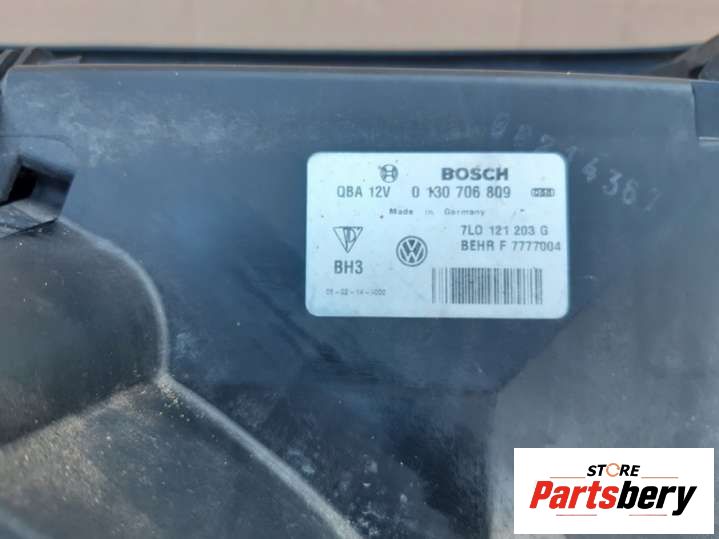 BOSCH
QBA 12V 0 130 706 809
Made in Germany
7L0 121 203 G
BEHR F 7777004
BH3
STORE
Partsbery